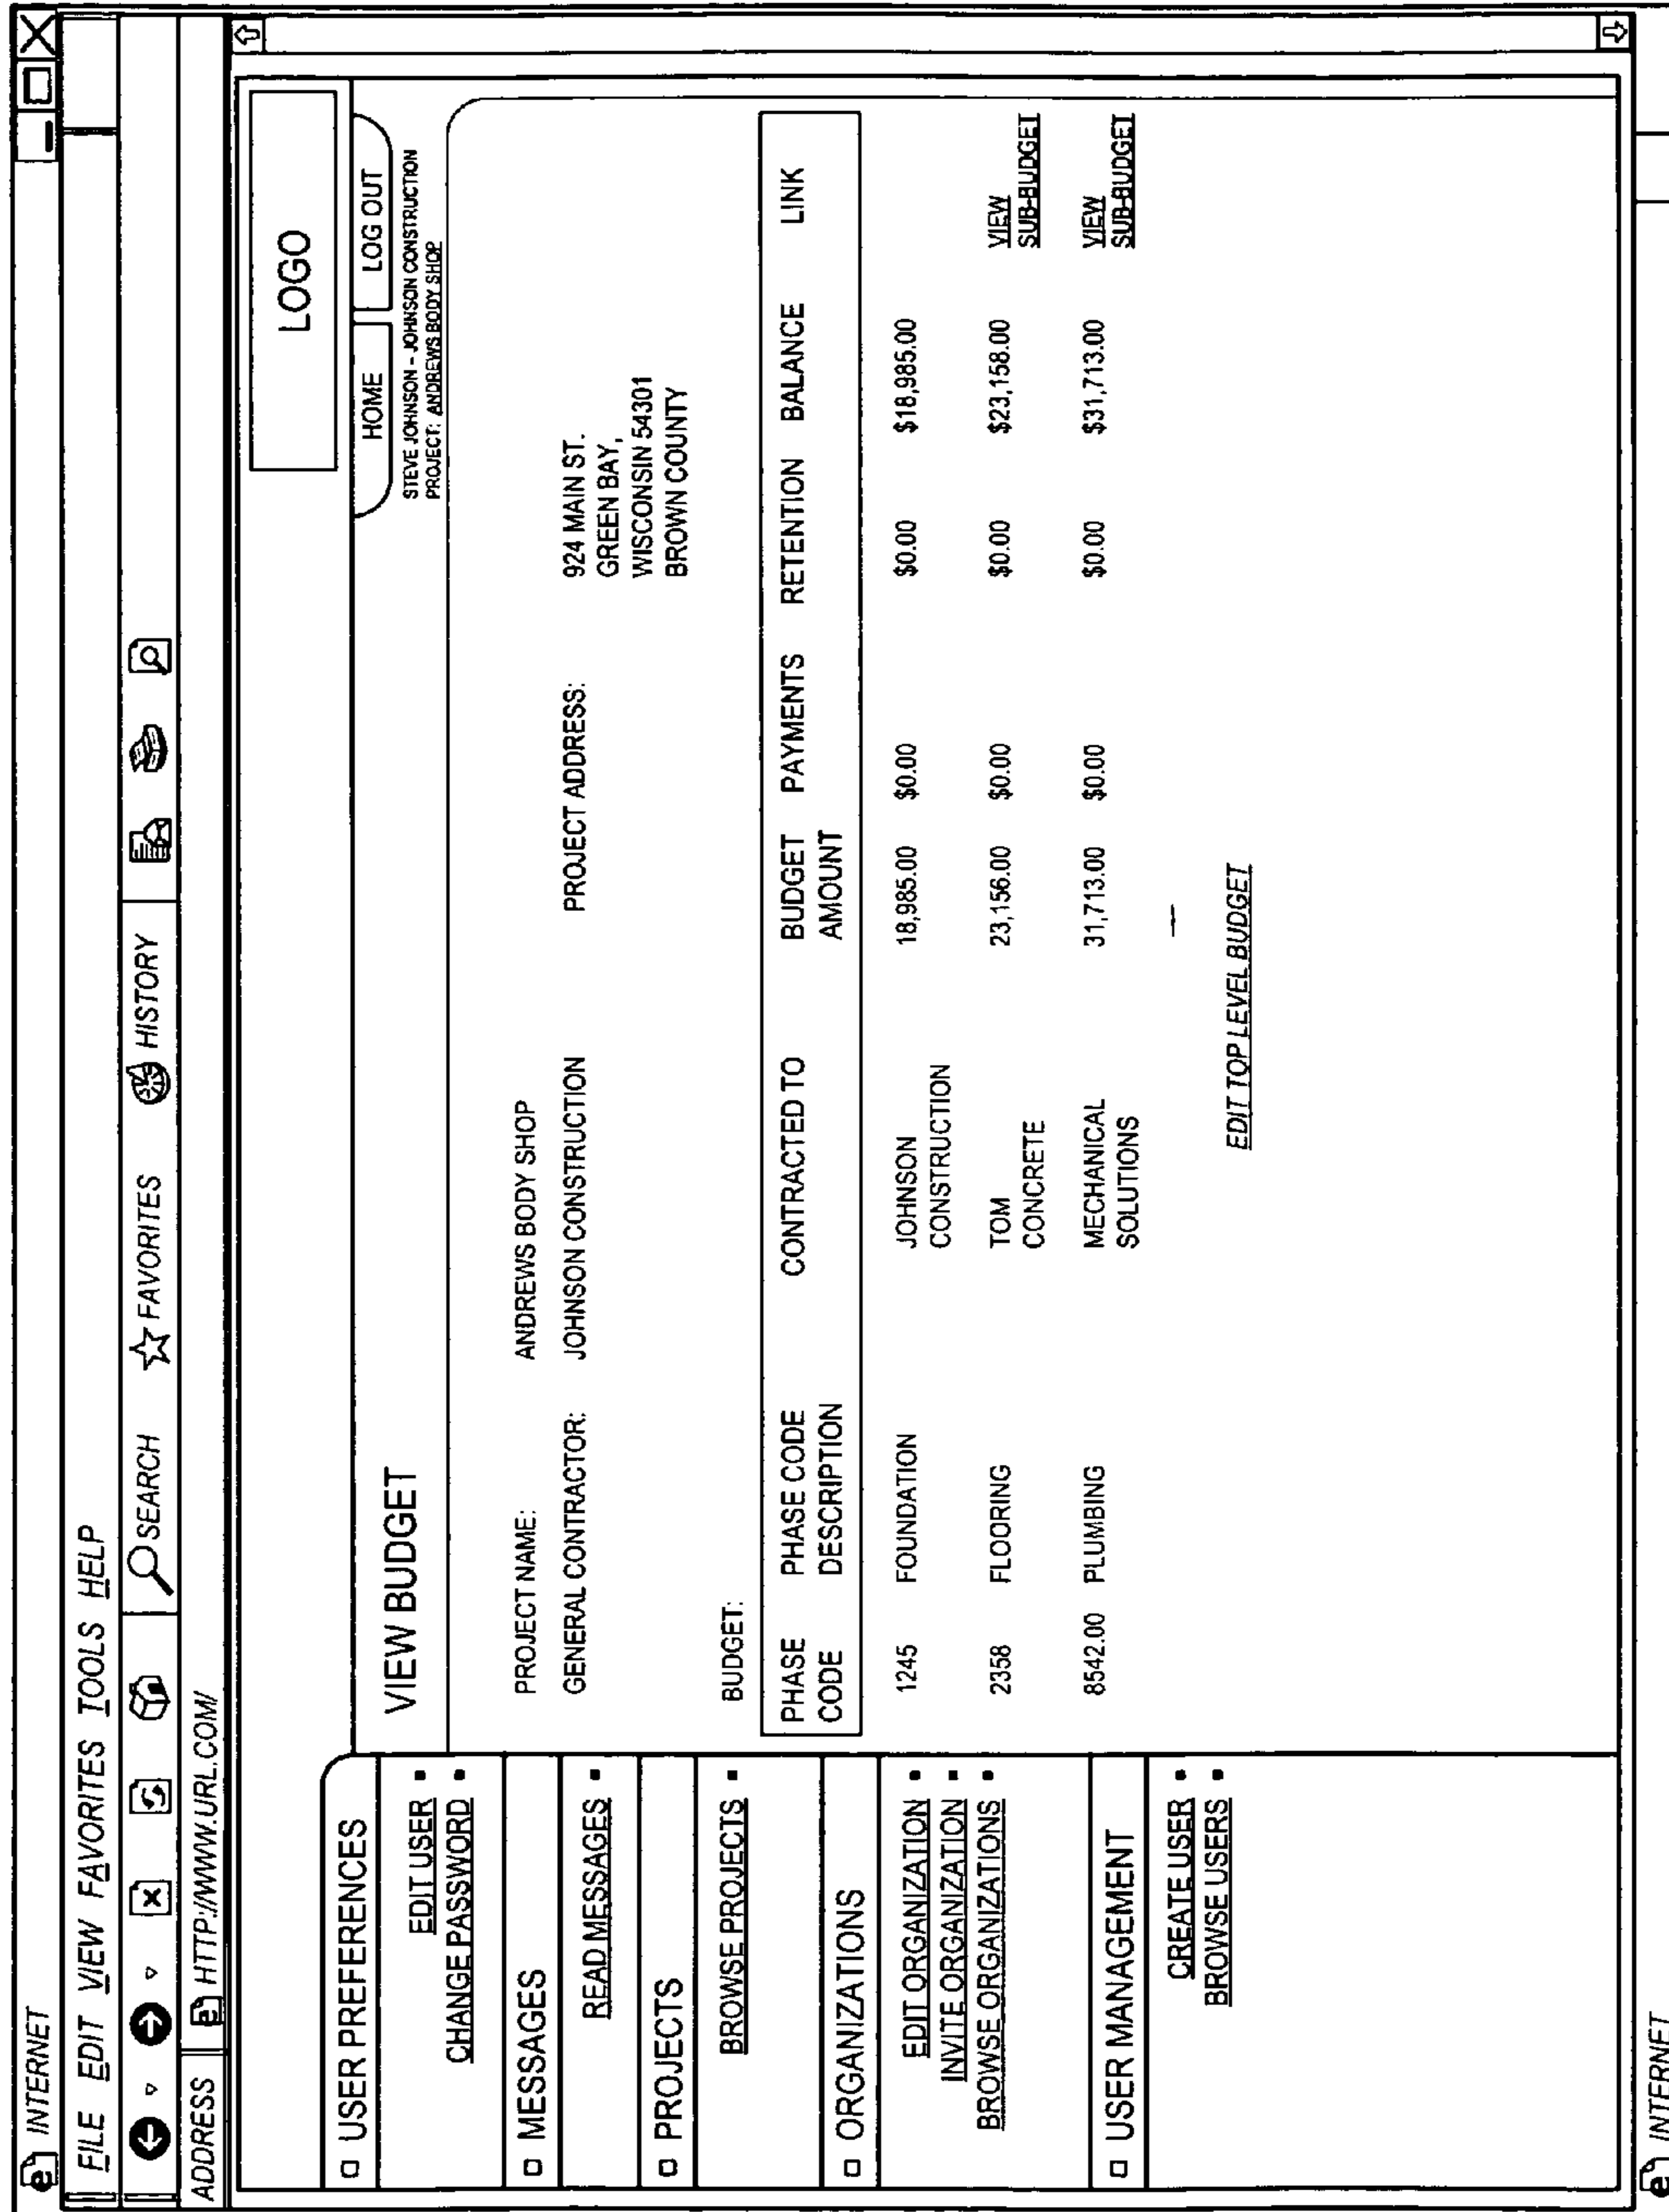 INTERNET
FILE EDIT VIEW FAVORITES TOOLS HELP
SEARCH FAVORITES HISTORY
ADDRESS HTTP://WWW.URL.COM/
LOGO
HOME LOG OUT
STEVE JOHNSON - JOHNSON CONSTRUCTION
PROJECT: ANDREWS BODY SHOP
USER PREFERENCES
EDIT USER
CHANGE PASSWORD
MESSAGES
READ MESSAGES
PROJECTS
BROWSE PROJECTS
ORGANIZATIONS
EDIT ORGANIZATION
INVITE ORGANIZATION
BROWSE ORGANIZATIONS
USER MANAGEMENT
CREATE USER
BROWSE USERS
VIEW BUDGET
PROJECT NAME: ANDREWS BODY SHOP
GENERAL CONTRACTOR: JOHNSON CONSTRUCTION PROJECT ADDRESS: 924 MAIN ST.
GREEN BAY,
WISCONSIN 54301
BROWN COUNTY
BUDGET:
PHASE PHASE CODE CONTRACTED TO BUDGET PAYMENTS RETENTION BALANCE LINK
CODE DESCRIPTION AMOUNT
1245 FOUNDATION JOHNSON 18,985.00 $0.00 $0.00 $18,985.00
CONSTRUCTION
2358 FLOORING TOM 23,156.00 $0.00 $0.00 $23,158.00 VIEW
CONCRETE SUB-BUDGET
8542.00 PLUMBING MECHANICAL 31,713.00 $0.00 $0.00 $31,713.00 VIEW
SOLUTIONS SUB-BUDGET
EDIT TOP LEVEL BUDGET
INTERNET